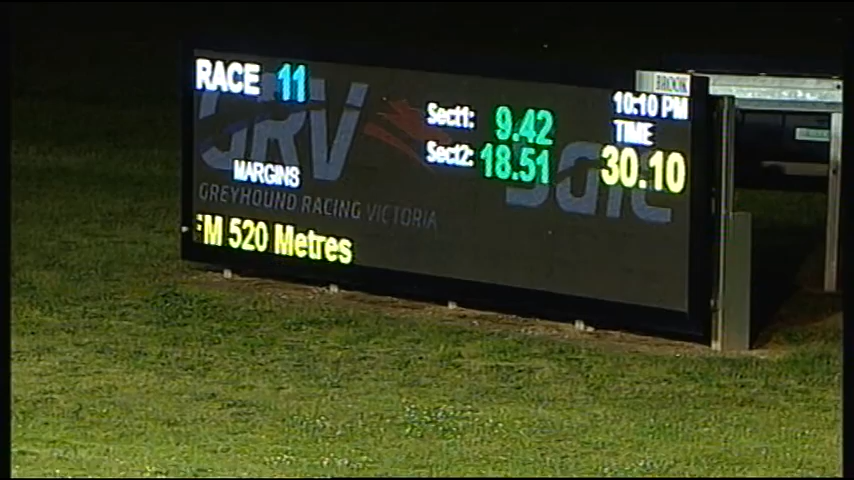 BROOK
RACE 11
10:10 PM
Sect1: 9.42
TIME
GRV
Sect2: 18.51
30.10
MARGINS
GREYHOUND RACING VICTORIA
M 520 Metres